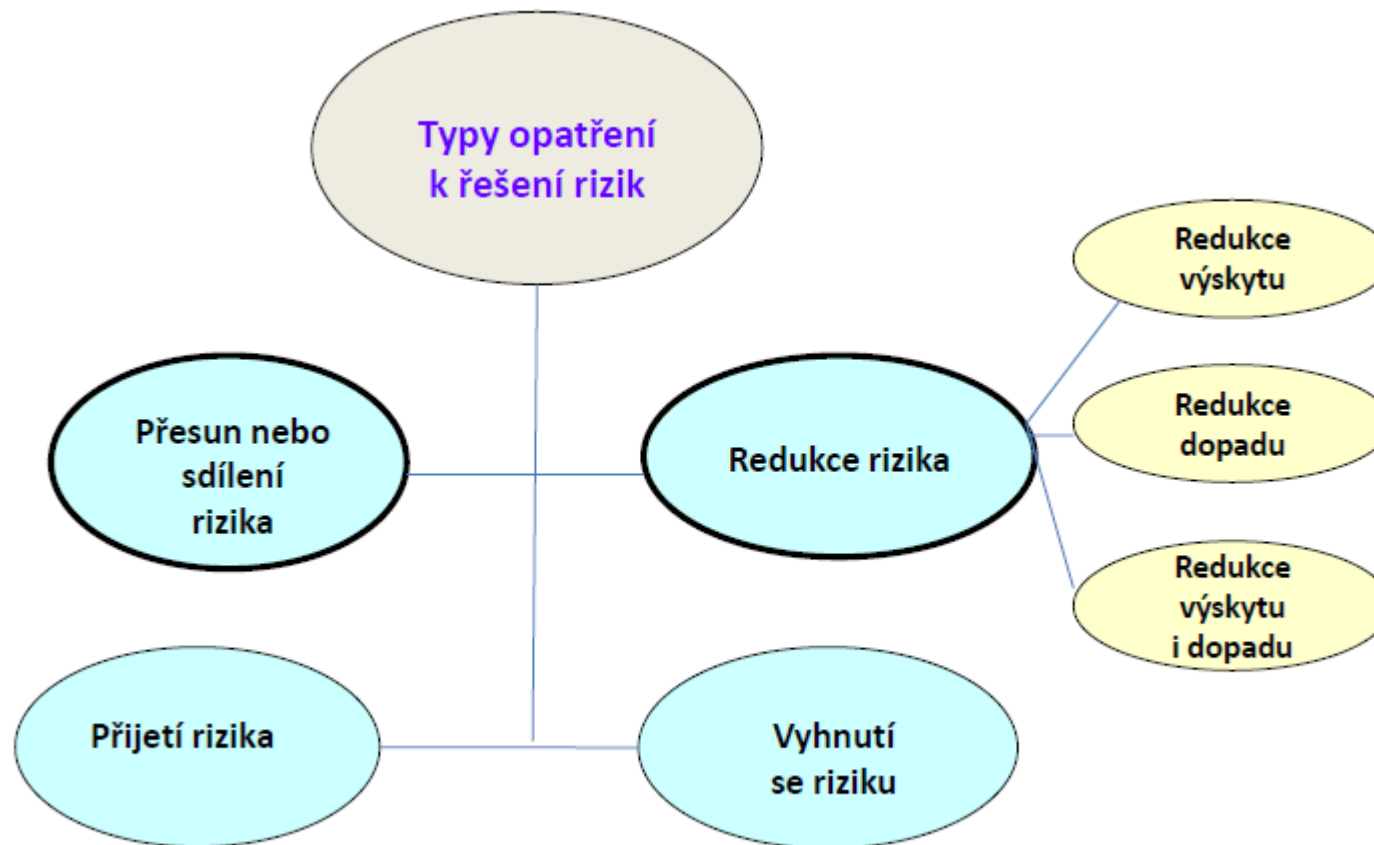 Typy opatření
k řešení rizik
Redukce
výskytu
Přesun nebo
sdílení
rizika
Redukce rizika
Redukce
dopadu
Redukce
výskytu
i dopadu
Přijetí rizika
Vyhnutí
se riziku